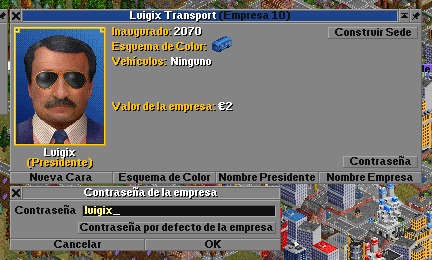 Luigix Transport (Empresa 10)
Inaugurado: 2070
Construir Sede
Esquema de Color:
Vehículos: Ninguno
Valor de la empresa: €2
Luigix
(Presidente)
Contraseña
Nueva Cara
Esquema de Color
Nombre Presidente
Nombre Empresa
Contraseña de la empresa
Contraseña
luigix_
Contraseña por defecto de la empresa
Cancelar
OK